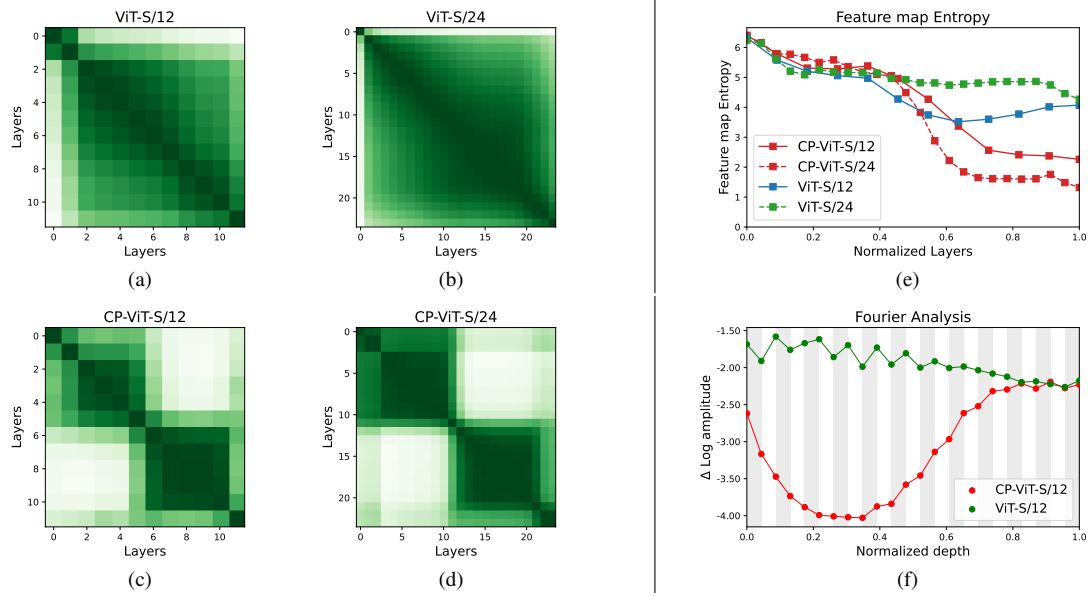 ViT-S/12
Layers
0
2
4
6
8
10
0 2 4 6 8 10
Layers
(a)
ViT-S/24
Layers
0
5
10
15
20
0 5 10 15 20
Layers
(b)
Feature map Entropy
Feature map Entropy
6
5
4
3
2
1
0
CP-ViT-S/12
CP-ViT-S/24
ViT-S/12
ViT-S/24
0.0 0.2 0.4 0.6 0.8 1.0
Normalized Layers
(e)
CP-ViT-S/12
Layers
0
2
4
6
8
10
0 2 4 6 8 10
Layers
(c)
CP-ViT-S/24
Layers
0
5
10
15
20
0 5 10 15 20
Layers
(d)
Fourier Analysis
Δ Log amplitude
-1.50
-2.00
-2.50
-3.00
-3.50
-4.00
CP-ViT-S/12
ViT-S/12
0.0 0.2 0.4 0.6 0.8 1.0
Normalized depth
(f)